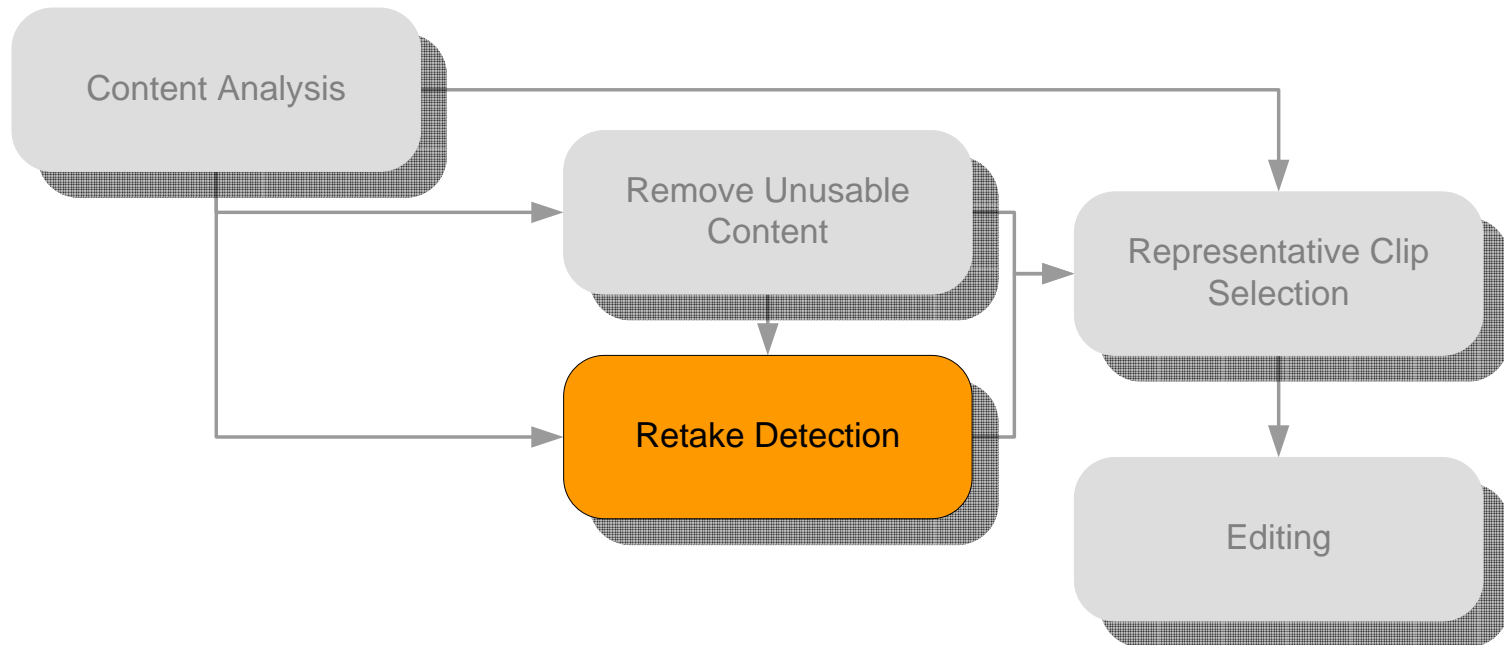 Content Analysis
Remove Unusable
Content
Representative Clip
Selection
Retake Detection
Editing